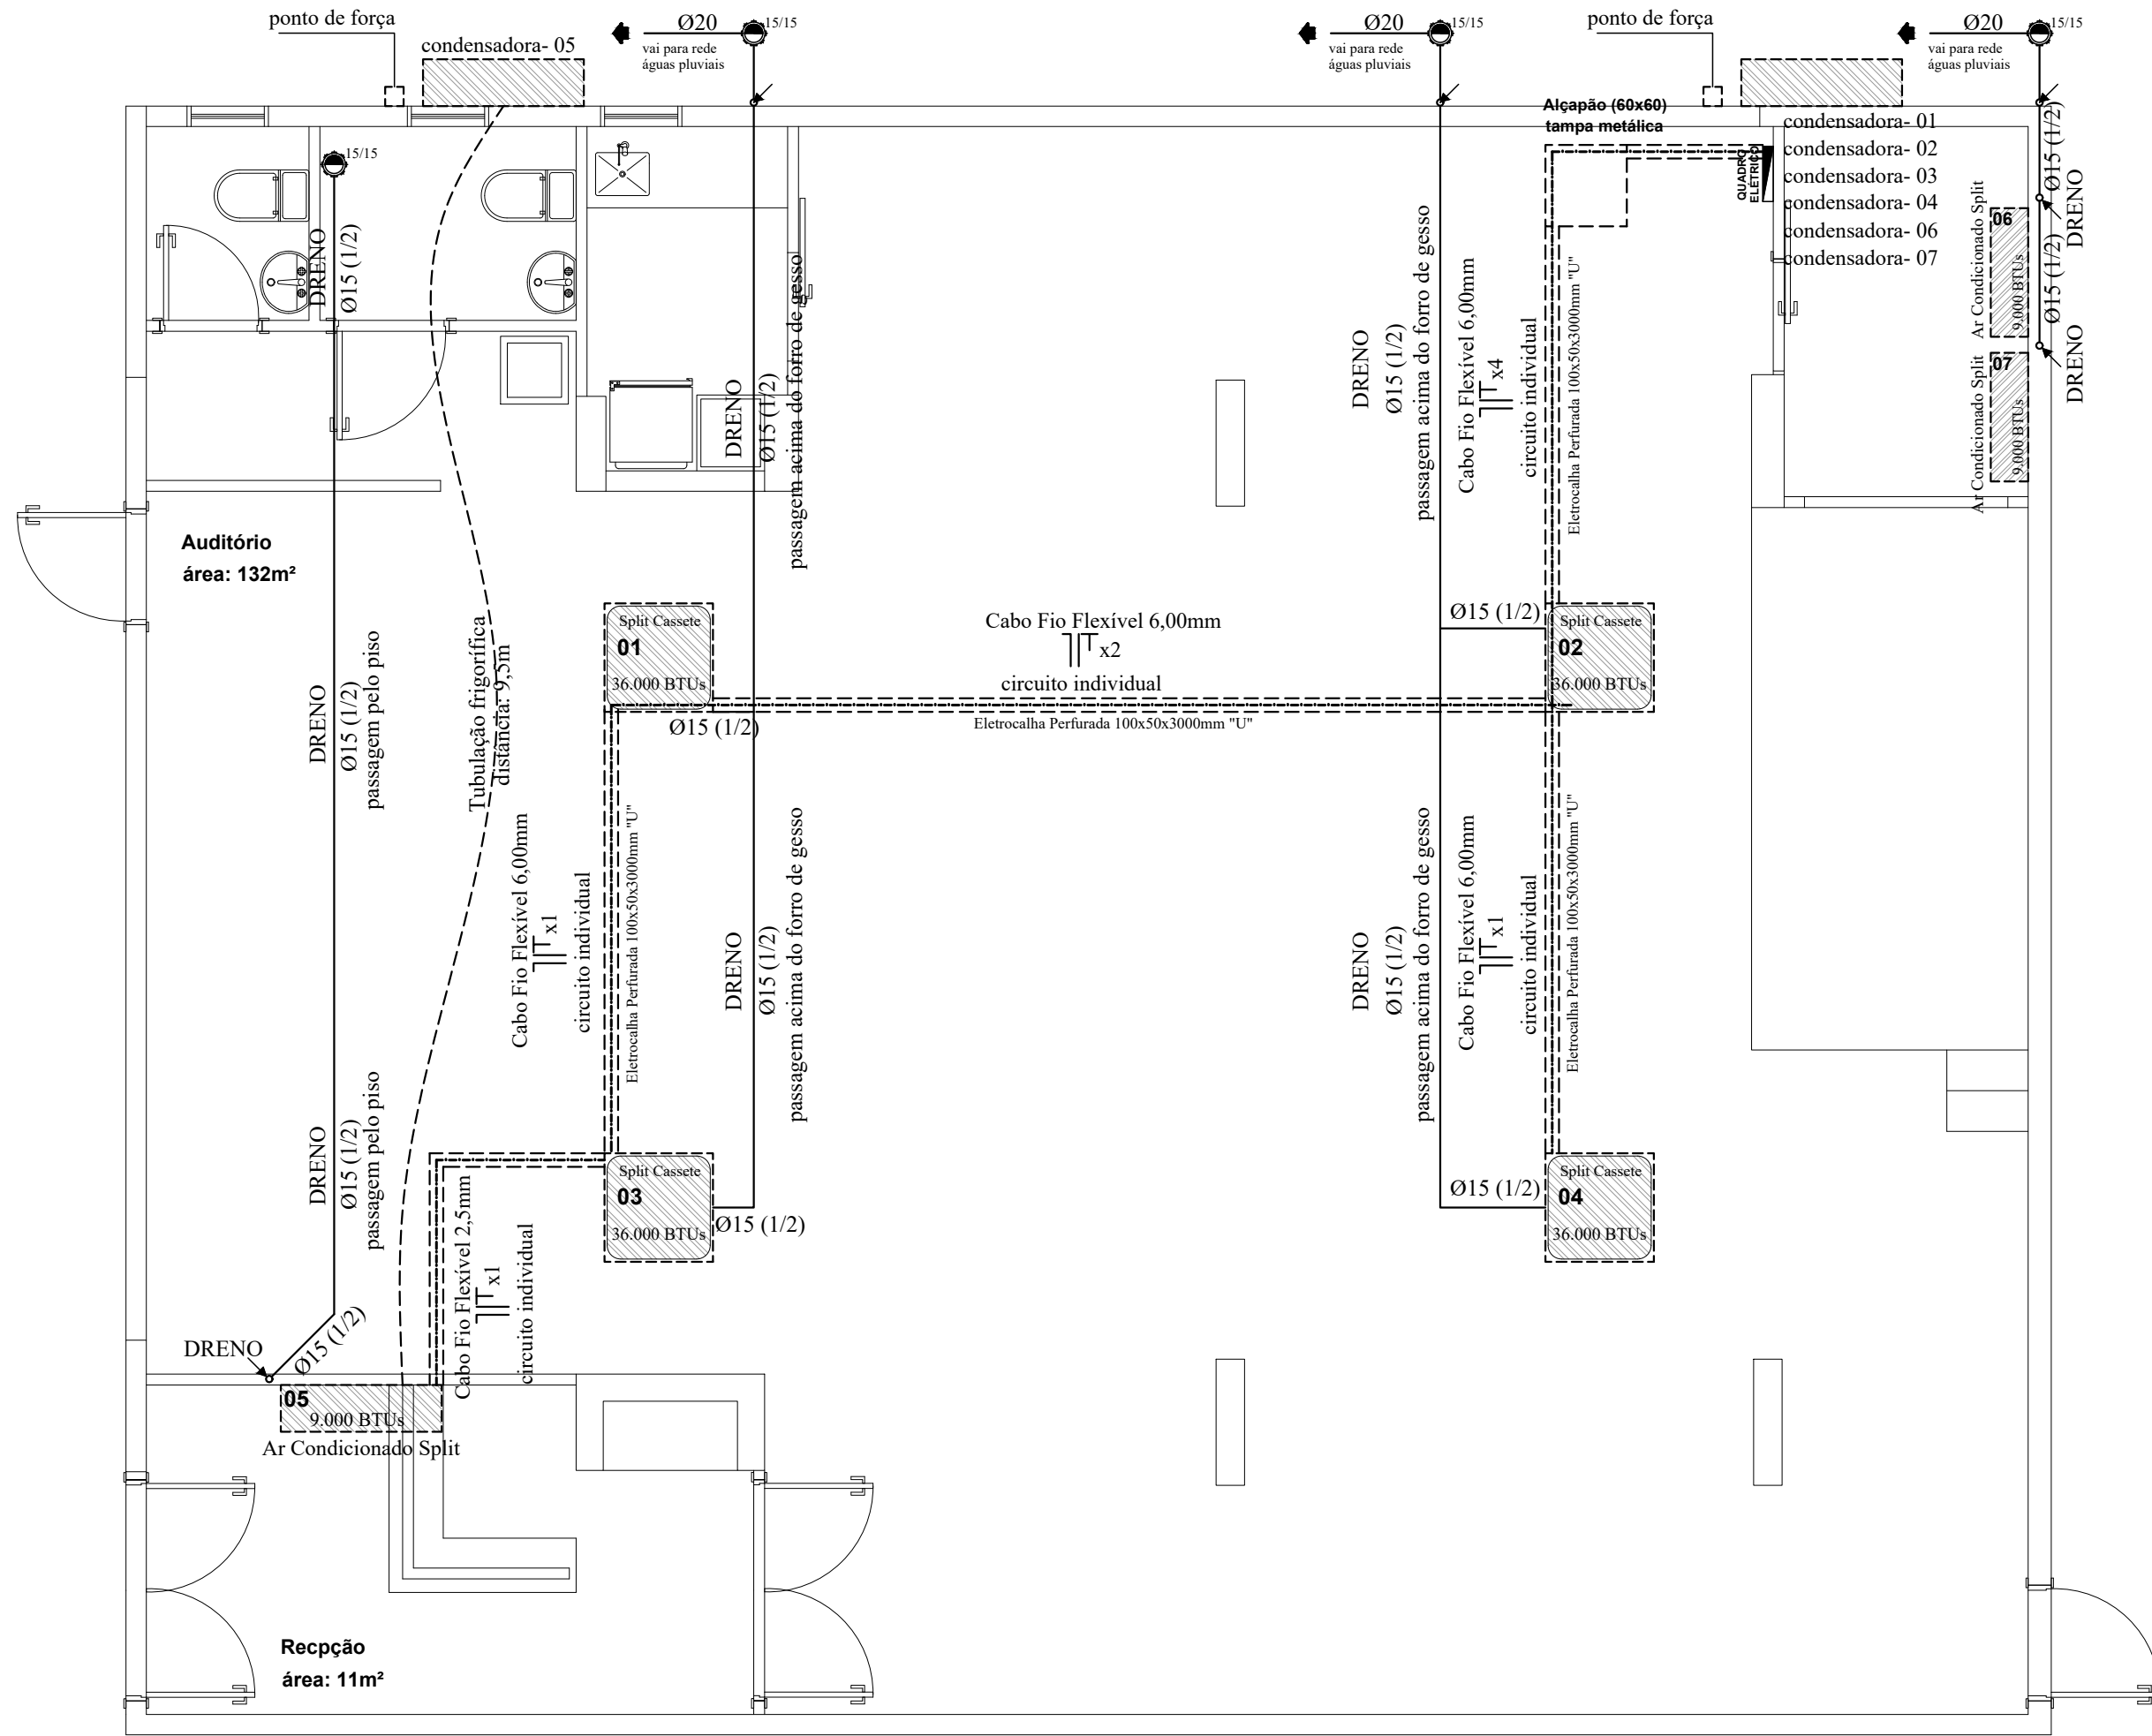 ponto de força
condensadora- 05
Ø20
15/15
vai para rede
águas pluviais
Ø20
15/15
vai para rede
águas pluviais
ponto de força
Ø20
15/15
vai para rede
águas pluviais
Alçapão (60x60)
tampa metálica
QUADRO
ELÉTRICO
condensadora- 01
condensadora- 02
condensadora- 03
condensadora- 04
condensadora- 06
condensadora- 07
Ø15 (1/2)
DRENO
Ø15 (1/2)
DRENO
Ar Condicionado Split
06
9.000 BTUs
Ar Condicionado Split
07
9.000 BTUs
15/15
DRENO
Ø15 (1/2)
DRENO
Ø15 (1/2)
passagem acima do forro de gesso
DRENO
Ø15 (1/2)
passagem acima do forro de gesso
Cabo Fio Flexível 6,00mm
x4
circuito individual
Eletrocalha Perfurada 100x50x3000mm "U"
Auditório
área: 132m²
DRENO
Ø15 (1/2)
passagem pelo piso
Tubulação frigorífica
distância: 9,5m
Split Cassete
01
36.000 BTUs
Ø15 (1/2)
Cabo Fio Flexível 6,00mm
x2
circuito individual
Eletrocalha Perfurada 100x50x3000mm "U"
Ø15 (1/2)
Split Cassete
02
36.000 BTUs
Cabo Fio Flexível 6,00mm
x1
circuito individual
Eletrocalha Perfurada 100x50x3000mm "U"
DRENO
Ø15 (1/2)
passagem acima do forro de gesso
DRENO
Ø15 (1/2)
passagem acima do forro de gesso
Cabo Fio Flexível 6,00mm
x1
circuito individual
Eletrocalha Perfurada 100x50x3000mm "U"
DRENO
Ø15 (1/2)
passagem pelo piso
Cabo Fio Flexível 2,5mm
x1
circuito individual
Split Cassete
03
36.000 BTUs
Ø15 (1/2)
Ø15 (1/2)
Split Cassete
04
36.000 BTUs
DRENO
Ø15 (1/2)
05
9.000 BTUs
Ar Condicionado Split
Recpção
área: 11m²